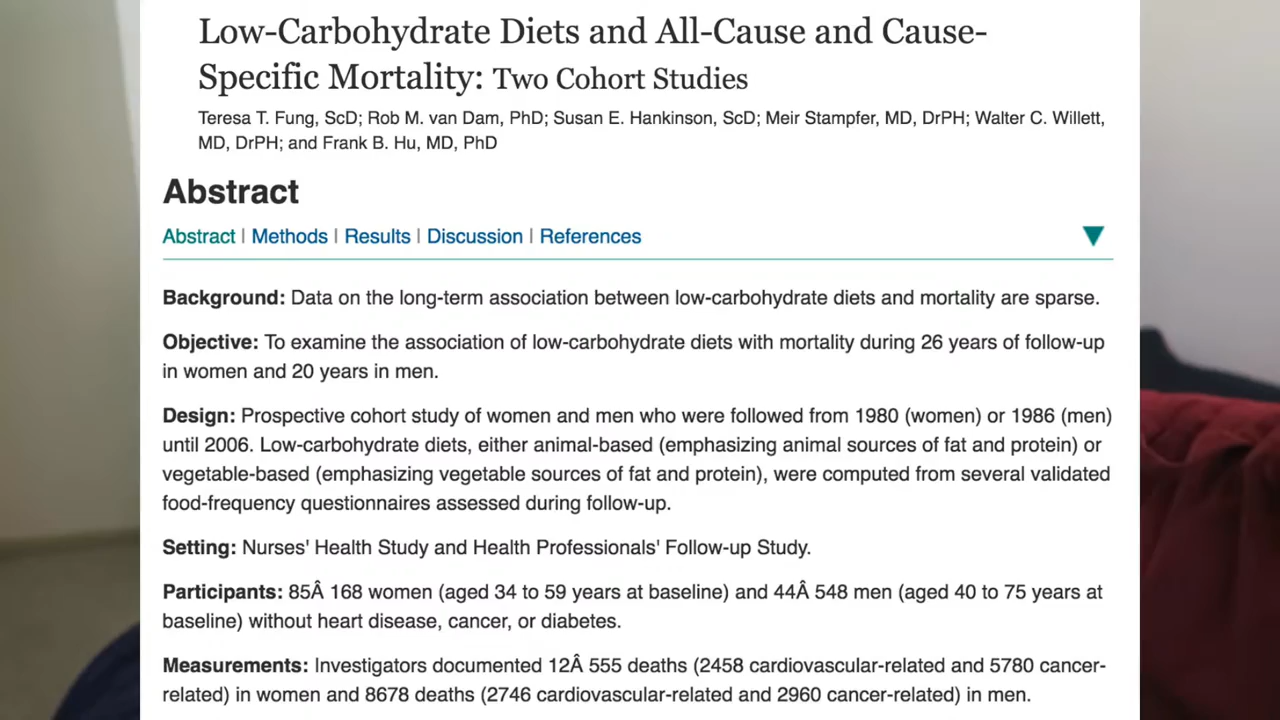 Low-Carbohydrate Diets and All-Cause and Cause-
Specific Mortality: Two Cohort Studies
Teresa T. Fung, ScD; Rob M. van Dam, PhD; Susan E. Hankinson, ScD; Meir Stampfer, MD, DrPH; Walter C. Willett,
MD, DrPH; and Frank B. Hu, MD, PhD
Abstract
Abstract | Methods | Results | Discussion | References
Background: Data on the long-term association between low-carbohydrate diets and mortality are sparse.
Objective: To examine the association of low-carbohydrate diets with mortality during 26 years of follow-up
in women and 20 years in men.
Design: Prospective cohort study of women and men who were followed from 1980 (women) or 1986 (men)
until 2006. Low-carbohydrate diets, either animal-based (emphasizing animal sources of fat and protein) or
vegetable-based (emphasizing vegetable sources of fat and protein), were computed from several validated
food-frequency questionnaires assessed during follow-up.
Setting: Nurses' Health Study and Health Professionals' Follow-up Study.
Participants: 85Â 168 women (aged 34 to 59 years at baseline) and 44Â 548 men (aged 40 to 75 years at
baseline) without heart disease, cancer, or diabetes.
Measurements: Investigators documented 12Â 555 deaths (2458 cardiovascular-related and 5780 cancer-
related) in women and 8678 deaths (2746 cardiovascular-related and 2960 cancer-related) in men.